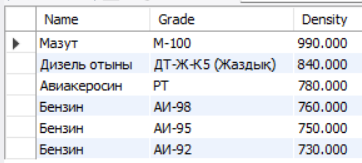 Name Grade Density
Мазут М-100 990.000
Дизель отыны ДТ-Ж-К5 (Жаздық) 840.000
Авиакеросин РТ 780.000
Бензин АИ-98 760.000
Бензин АИ-95 750.000
Бензин АИ-92 730.000